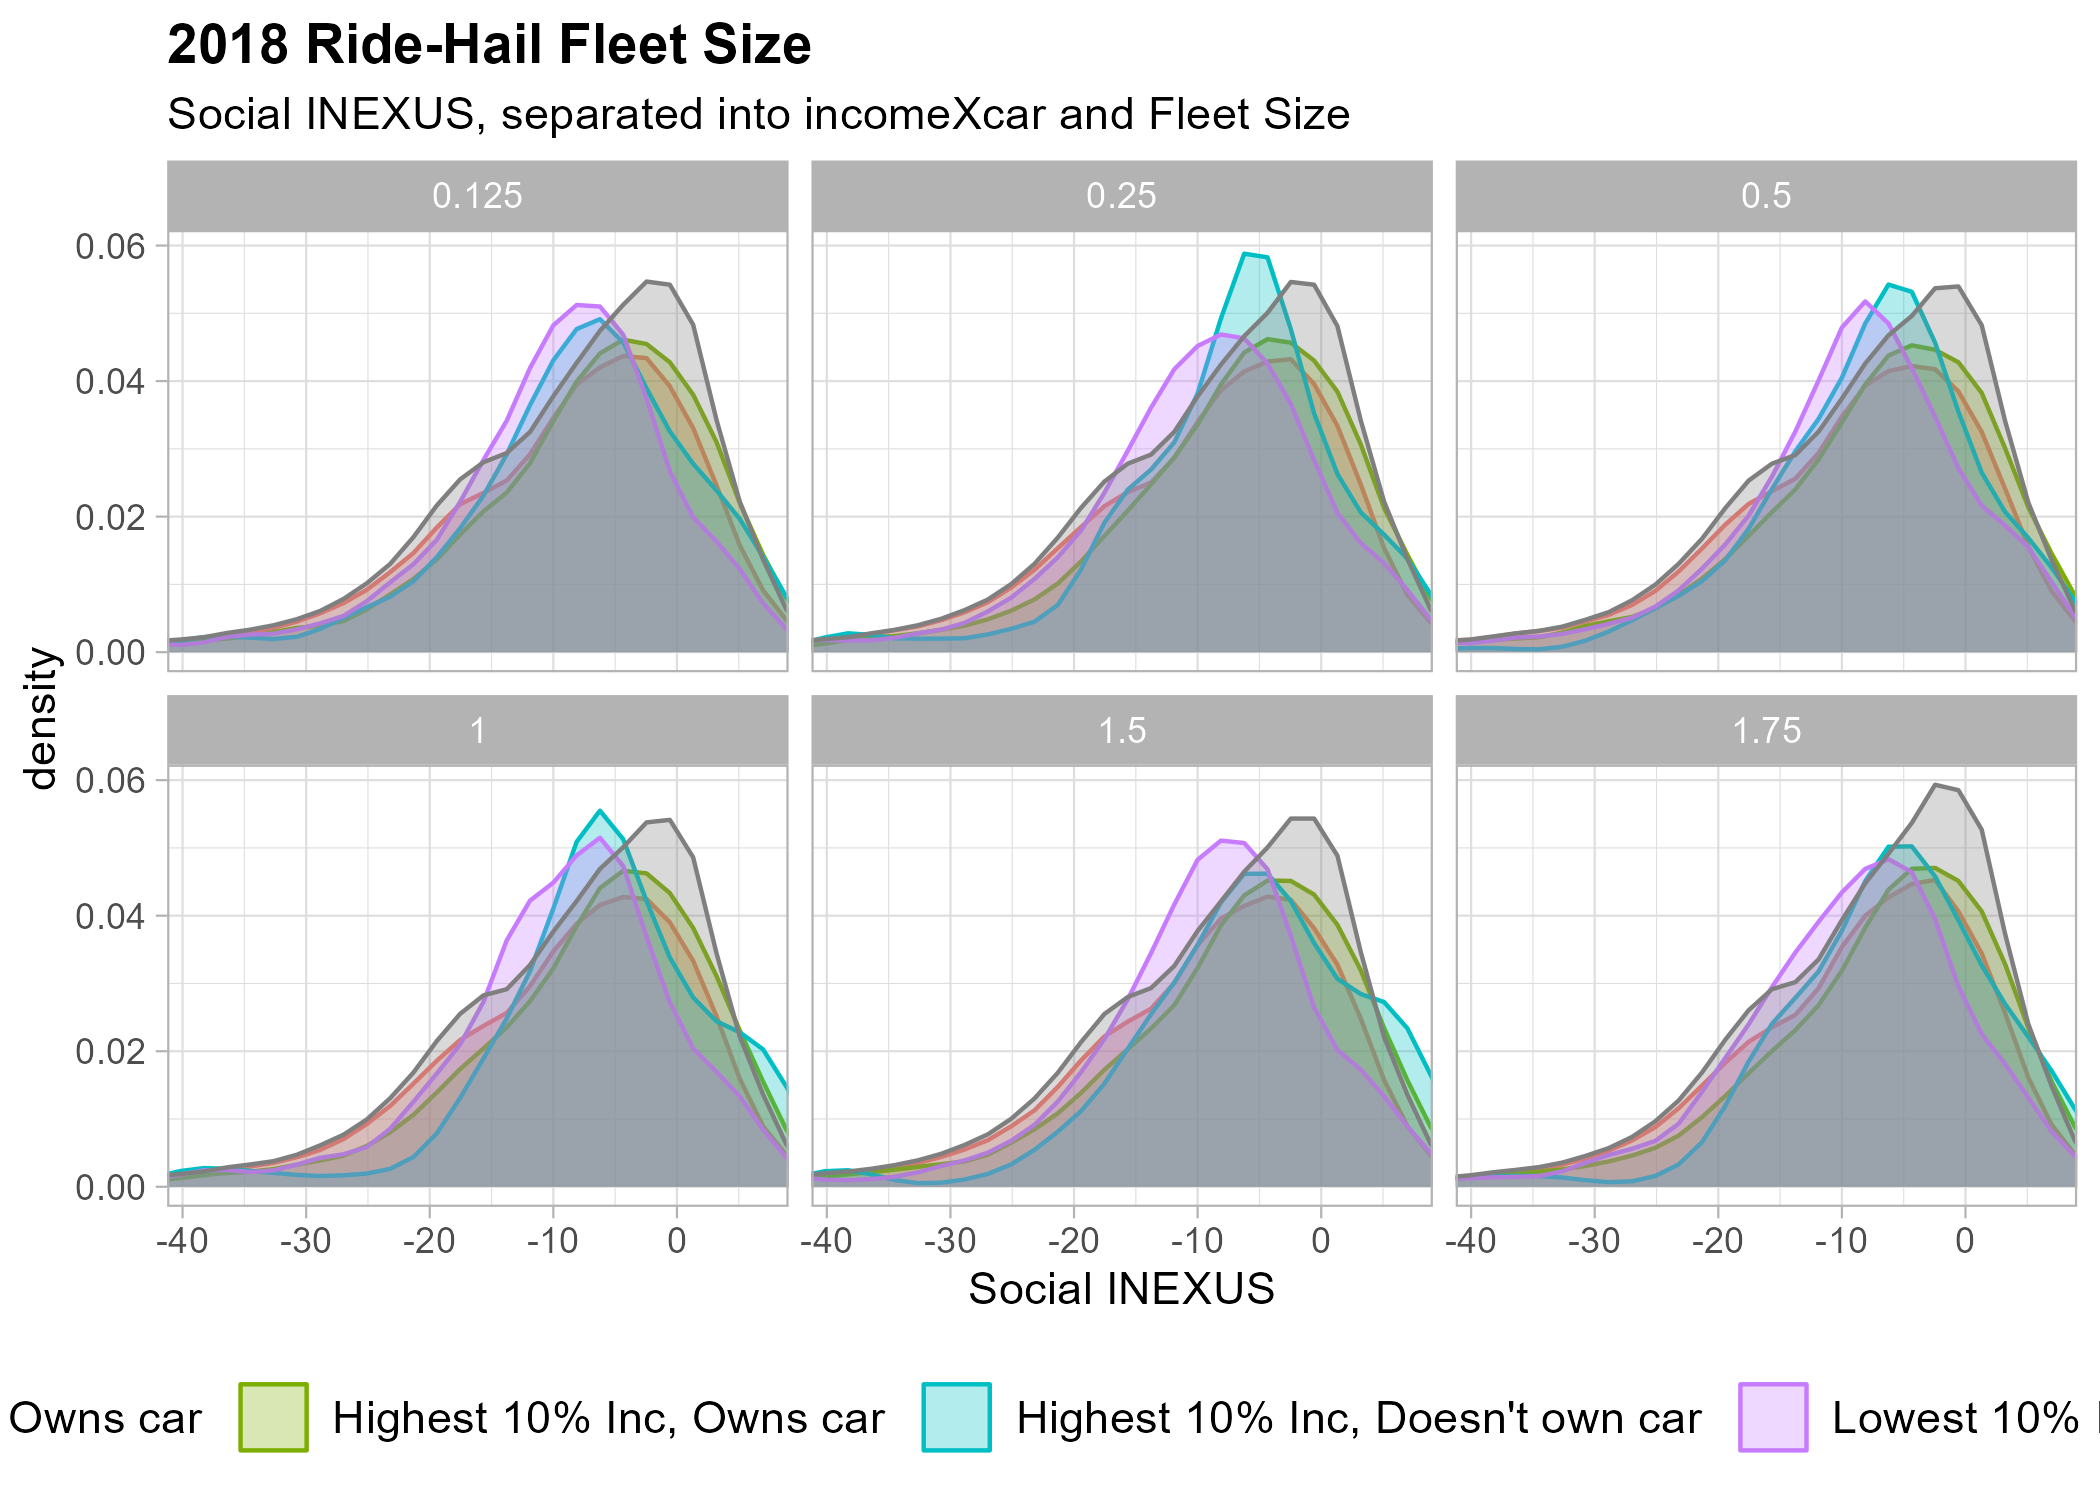 2018 Ride-Hail Fleet Size
Social INEXUS, separated into incomeXcar and Fleet Size
0.125 0.25 0.5
0.06
0.04
0.02
0.00
density
1 1.5 1.75
0.06
0.04
0.02
0.00
-40 -30 -20 -10 0 -40 -30 -20 -10 0 -40 -30 -20 -10 0
Social INEXUS
Owns car Highest 10% Inc, Owns car Highest 10% Inc, Doesn't own car Lowest 10%